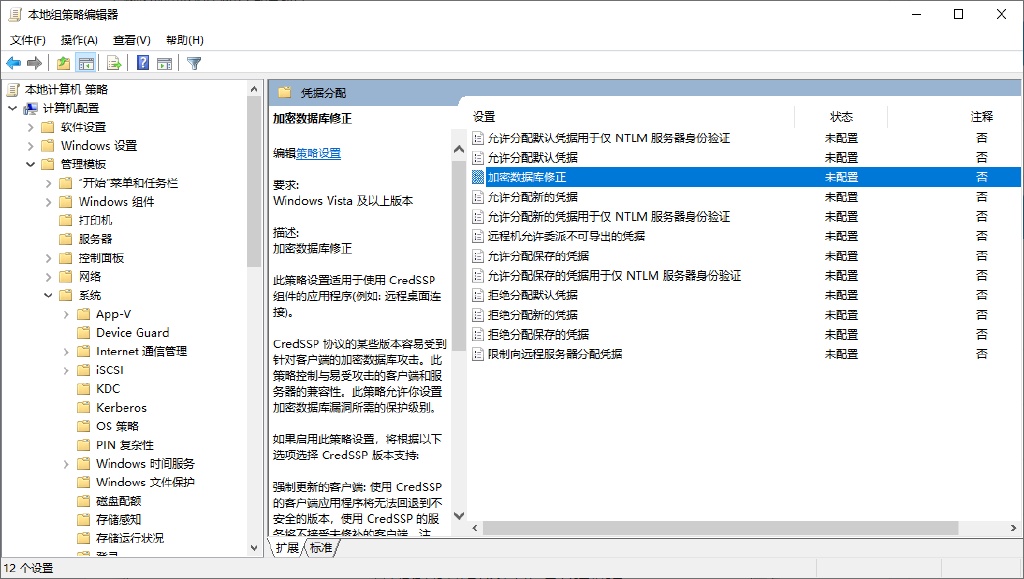 本地组策略编辑器
文件(F) 操作(A) 查看(V) 帮助(H)
本地计算机 策略
计算机配置
软件设置
Windows 设置
管理模板
"开始"菜单和任务栏
Windows 组件
打印机
服务器
控制面板
网络
系统
App-V
Device Guard
Internet 通信管理
iSCSI
KDC
Kerberos
OS 策略
PIN 复杂性
Windows 时间服务
Windows 文件保护
磁盘配额
存储感知
存储运行状况
登录
凭据分配
加密数据库修正
编辑策略设置
要求:
Windows Vista 及以上版本
描述:
加密数据库修正
此策略设置适用于使用 CredSSP
组件的应用程序(例如: 远程桌面连
接)。
CredSSP 协议的某些版本容易受到
针对客户端的加密数据库攻击。此
策略控制与易受攻击的客户端和服
务器的兼容性。此策略允许你设置
加密数据库漏洞所需的保护级别。
如果启用此策略设置，将根据以下
选项选择 CredSSP 版本支持:
强制更新的客户端: 使用 CredSSP
的客户端应用程序将无法回退到不
安全的版本，使用 CredSSP 的服
务将不接受未修补的客户端。注
设置 状态 注释
允许分配默认凭据用于仅 NTLM 服务器身份验证 未配置 否
允许分配默认凭据 未配置 否
加密数据库修正 未配置 否
允许分配新的凭据 未配置 否
允许分配新的凭据用于仅 NTLM 服务器身份验证 未配置 否
远程机允许委派不可导出的凭据 未配置 否
允许分配保存的凭据 未配置 否
允许分配保存的凭据用于仅 NTLM 服务器身份验证 未配置 否
拒绝分配默认凭据 未配置 否
拒绝分配新的凭据 未配置 否
拒绝分配保存的凭据 未配置 否
限制向远程服务器分配凭据 未配置 否
扩展 标准
12 个设置